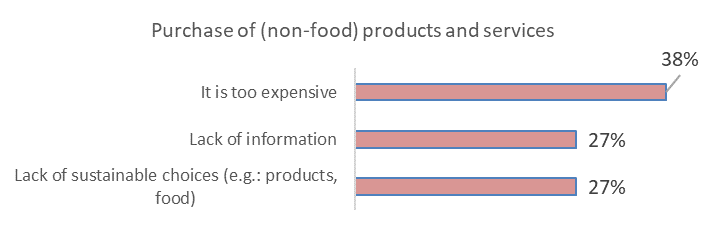 Purchase of (non-food) products and services
38%
It is too expensive
Lack of information
27%
Lack of sustainable choices (e.g.: products,
food)
27%